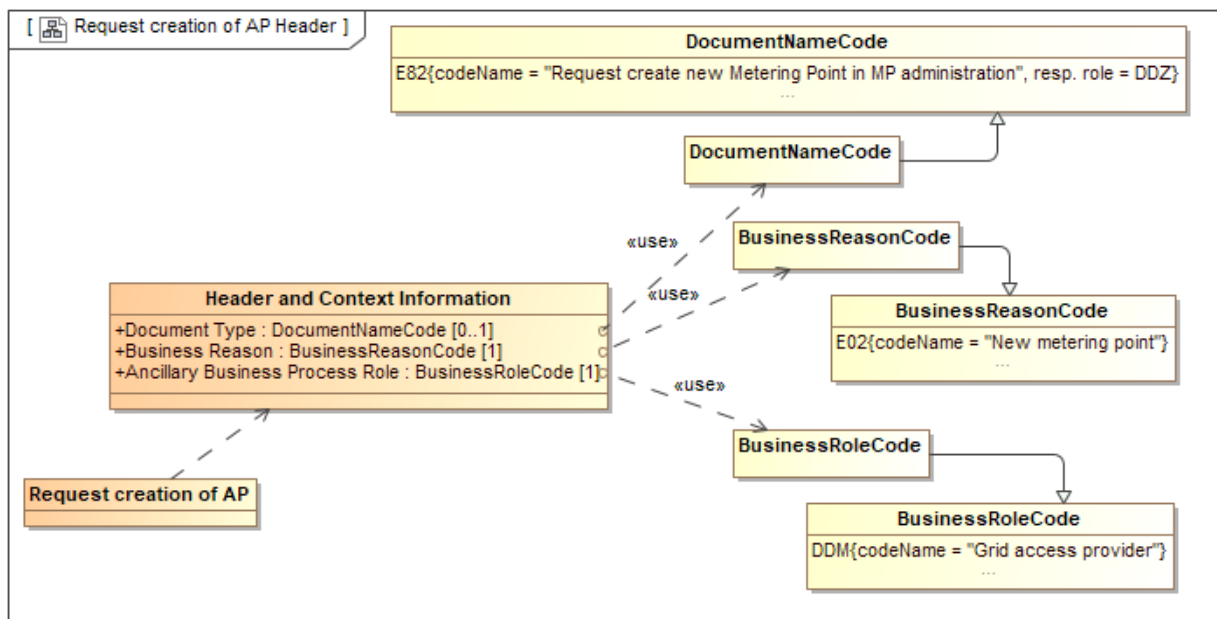 [ Request creation of AP Header ]
DocumentNameCode
E82{codeName = "Request create new Metering Point in MP administration", resp. role = DDZ}
...
DocumentNameCode
«use»
BusinessReasonCode
«use»
Header and Context Information
+Document Type : DocumentNameCode [0..1]
+Business Reason : BusinessReasonCode [1]
+Ancillary Business Process Role : BusinessRoleCode [1]
BusinessReasonCode
E02{codeName = "New metering point"}
...
«use»
BusinessRoleCode
Request creation of AP
BusinessRoleCode
DDM{codeName = "Grid access provider"}
...